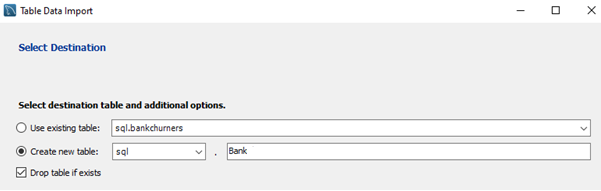 Table Data Import
Select Destination
Select destination table and additional options.
Use existing table: sql.bankchurners
Create new table: sql . Bank
Drop table if exists